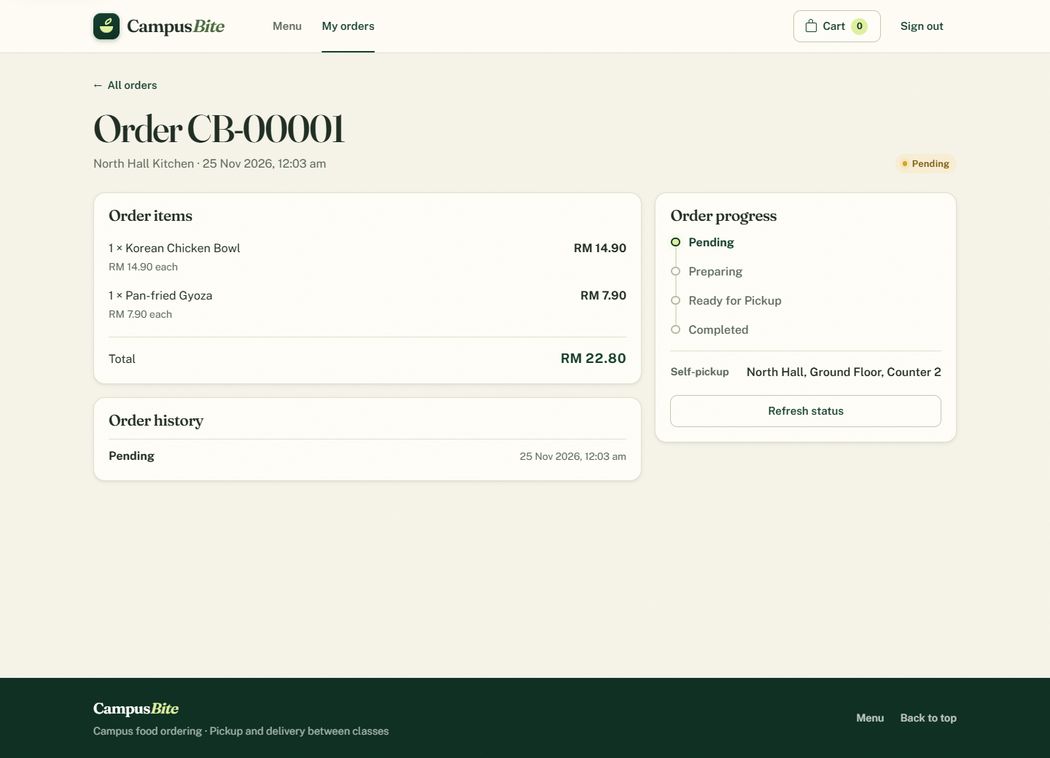 CampusBite
Menu
My orders
Cart 0
Sign out
← All orders
Order CB-00001
North Hall Kitchen · 25 Nov 2026, 12:03 am
Pending
Order items
1 × Korean Chicken Bowl RM 14.90
RM 14.90 each
1 × Pan-fried Gyoza RM 7.90
RM 7.90 each
Total RM 22.80
Order history
Pending 25 Nov 2026, 12:03 am
Order progress
Pending
Preparing
Ready for Pickup
Completed
Self-pickup North Hall, Ground Floor, Counter 2
Refresh status
CampusBite
Campus food ordering · Pickup and delivery between classes
Menu
Back to top